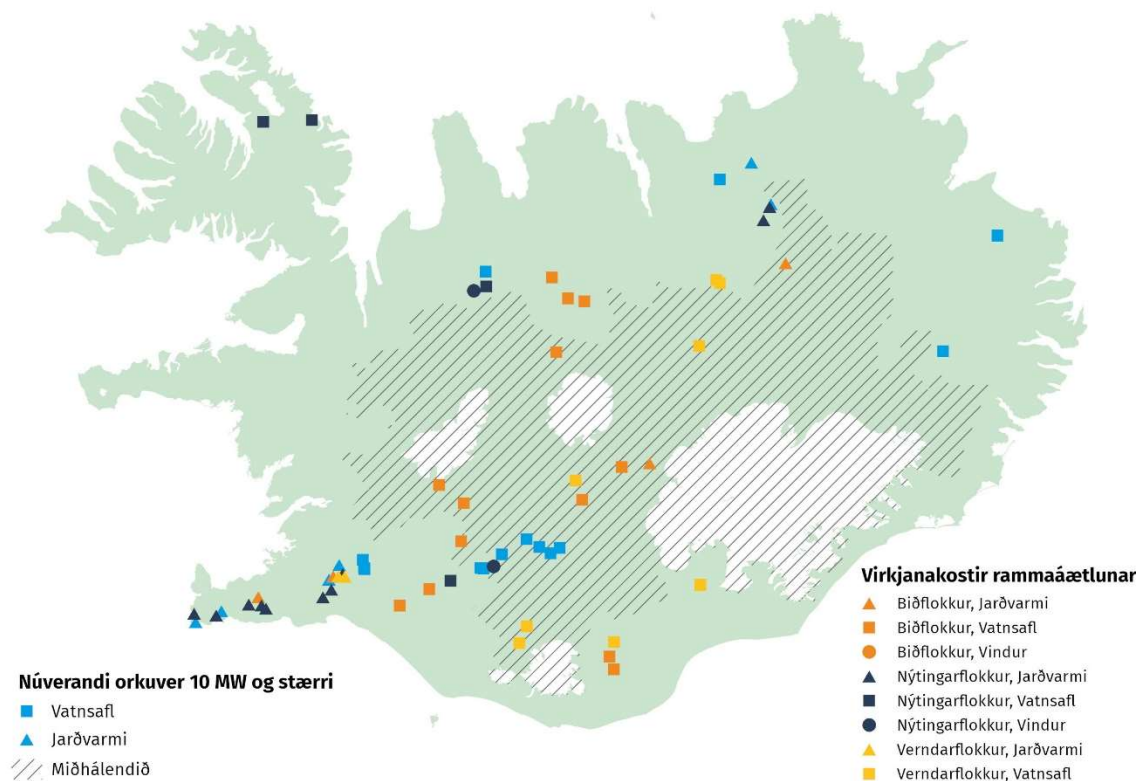 Núverandi orkuver 10 MW og stærri
Vatnsafl
Jarðvarmi
Miðhálendið
Virkjanakostir rammaáætlunar
Biðflokkur, Jarðvarmi
Biðflokkur, Vatnsafl
Biðflokkur, Vindur
Nýtingarflokkur, Jarðvarmi
Nýtingarflokkur, Vatnsafl
Nýtingarflokkur, Vindur
Verndarflokkur, Jarðvarmi
Verndarflokkur, Vatnsafl